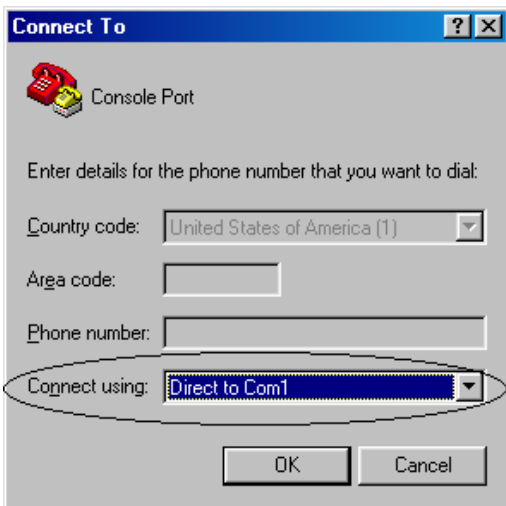 Connect To
Console Port
Enter details for the phone number that you want to dial:
Country code: United States of America (1)
Area code:
Phone number:
Connect using: Direct to Com1
OK Cancel